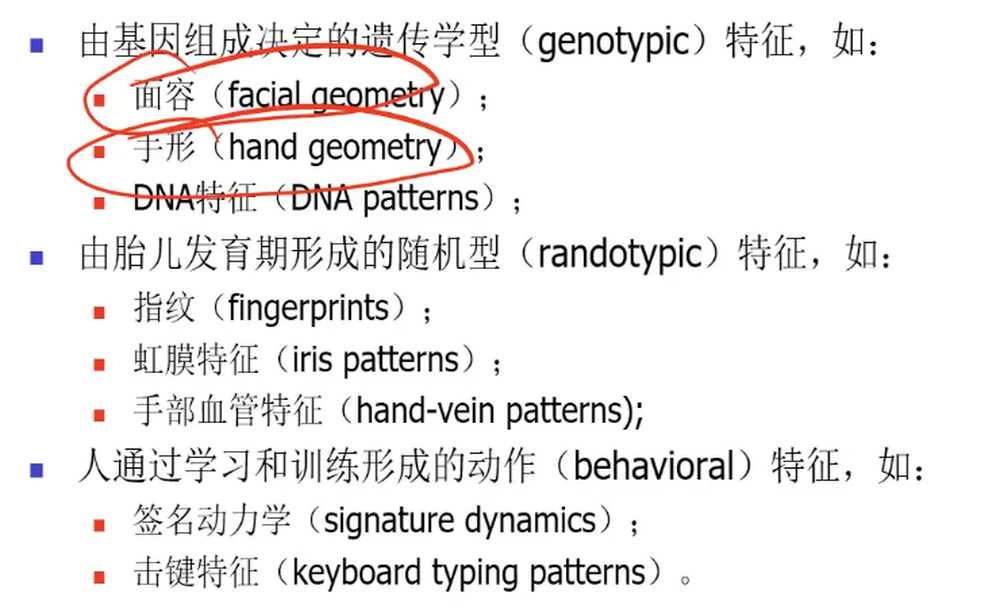 由基因组成决定的遗传学型（genotypic）特征，如：
面容（facial geometry）；
手形（hand geometry）；
DNA特征（DNA patterns）；
由胎儿发育期形成的随机型（randotypic）特征，如：
指纹（fingerprints）；
虹膜特征（iris patterns）；
手部血管特征（hand-vein patterns);
人通过学习和训练形成的动作（behavioral）特征，如：
签名动力学（signature dynamics）；
击键特征（keyboard typing patterns）。